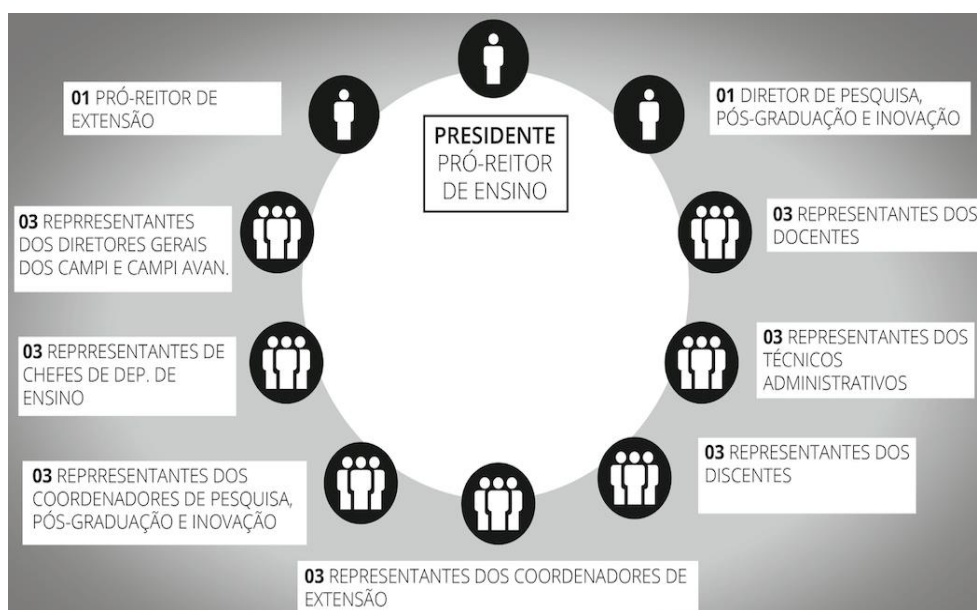 01 PRÓ-REITOR DE
EXTENSÃO
PRESIDENTE
PRÓ-REITOR
DE ENSINO
01 DIRETOR DE PESQUISA,
PÓS-GRADUAÇÃO E INOVAÇÃO
03 REPRRESENTANTES
DOS DIRETORES GERAIS
DOS CAMPI E CAMPI AVAN.
03 REPRESENTANTES DOS
DOCENTES
03 REPRRESENTANTES DE
CHEFES DE DEP. DE
ENSINO
03 REPRESENTANTES DOS
TÉCNICOS
ADMINISTRATIVOS
03 REPRRESENTANTES DOS
COORDENADORES DE PESQUISA,
PÓS-GRADUAÇÃO E INOVAÇÃO
03 REPRESENTANTES DOS
DISCENTES
03 REPRESENTANTES DOS COORDENADORES DE
EXTENSÃO